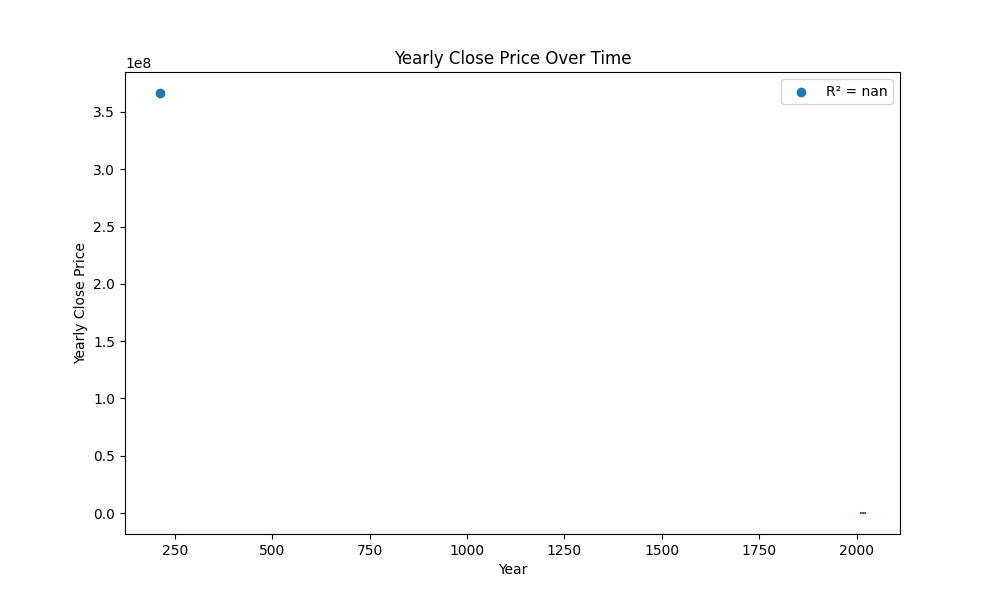 Yearly Close Price Over Time
1e8
R² = nan
3.5
3.0
2.5
2.0
1.5
1.0
0.5
0.0
Yearly Close Price
250 500 750 1000 1250 1500 1750 2000
Year